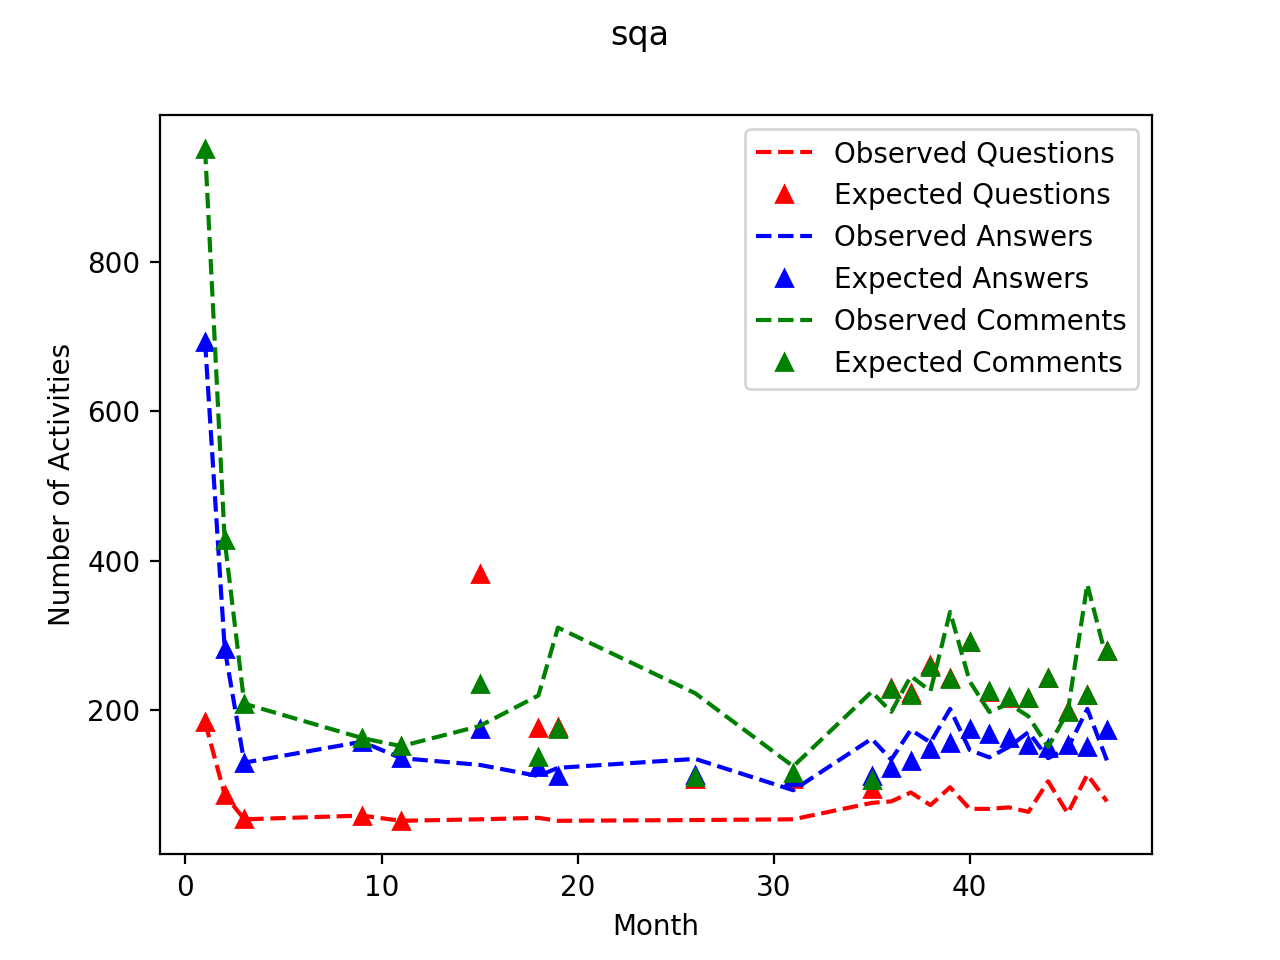 sqa
Observed Questions
Expected Questions
Observed Answers
Expected Answers
Observed Comments
Expected Comments
Number of Activities
800
600
400
200
0 10 20 30 40
Month